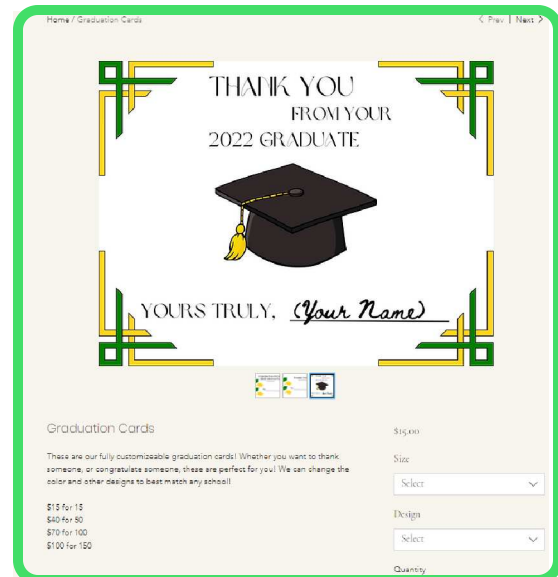 Home / Graduation Cards
< Prev | Next >
THANK YOU
FROM YOUR
2022 GRADUATE
YOURS TRULY, (Your Name)
Graduation Cards
These are our fully customizeable graduation cards! Whether you want to thank
someone, or congratulate someone, these are perfect for you! We can change the
color and other designs to best match any school!
$15 for 15
$40 for 50
$70 for 100
$100 for 150
$15.00
Size
Select
Design
Select
Quantity